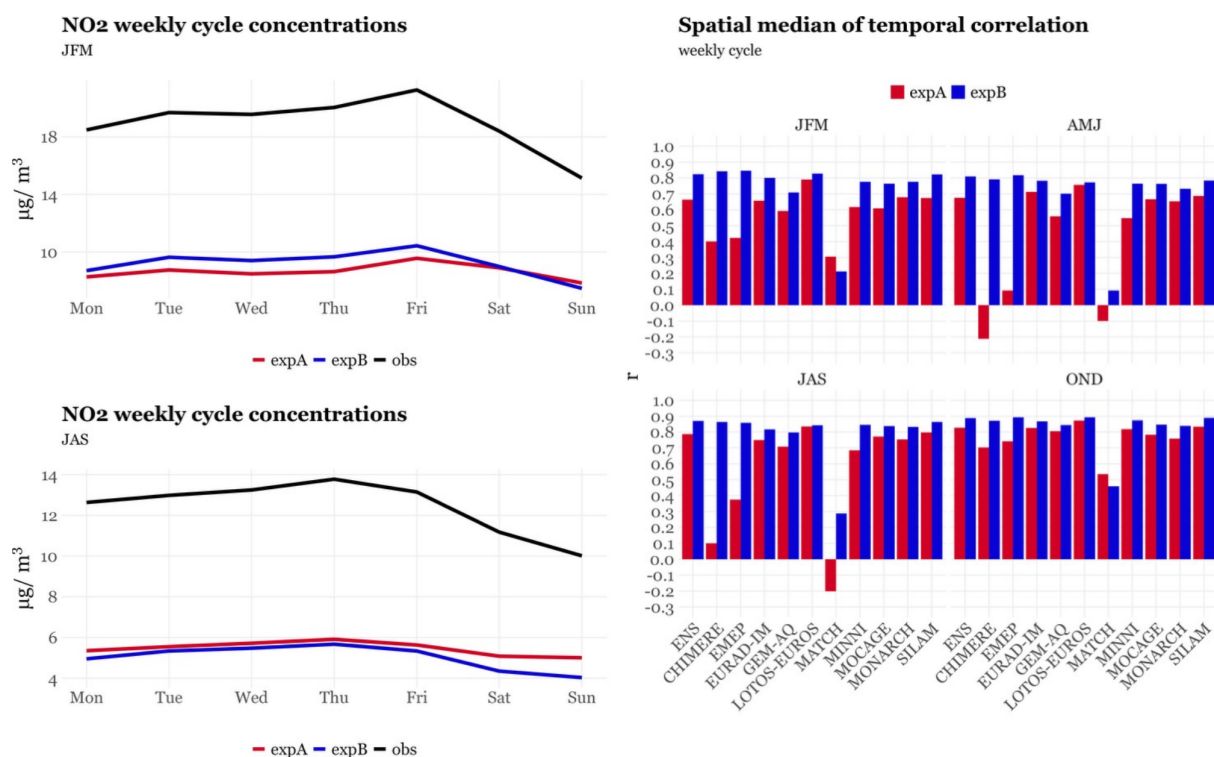 NO2 weekly cycle concentrations
JFM
µg/ m³
18
14
10
Mon Tue Wed Thu Fri Sat Sun
expA expB obs
NO2 weekly cycle concentrations
JAS
µg/ m³
14
12
10
8
6
4
Mon Tue Wed Thu Fri Sat Sun
expA expB obs
Spatial median of temporal correlation
weekly cycle
expA expB
JFM AMJ
1.0
0.9
0.8
0.7
0.6
0.5
0.4
0.3
0.2
0.1
0.0
-0.1
-0.2
-0.3
r
JAS OND
1.0
0.9
0.8
0.7
0.6
0.5
0.4
0.3
0.2
0.1
0.0
-0.1
-0.2
-0.3
ENS CHIMERE EMEP EURAD-IM GEM-AQ LOTOS-EUROS MATCH MINNI MOCAGE MONARCH SILAM
ENS CHIMERE EMEP EURAD-IM GEM-AQ LOTOS-EUROS MATCH MINNI MOCAGE MONARCH SILAM